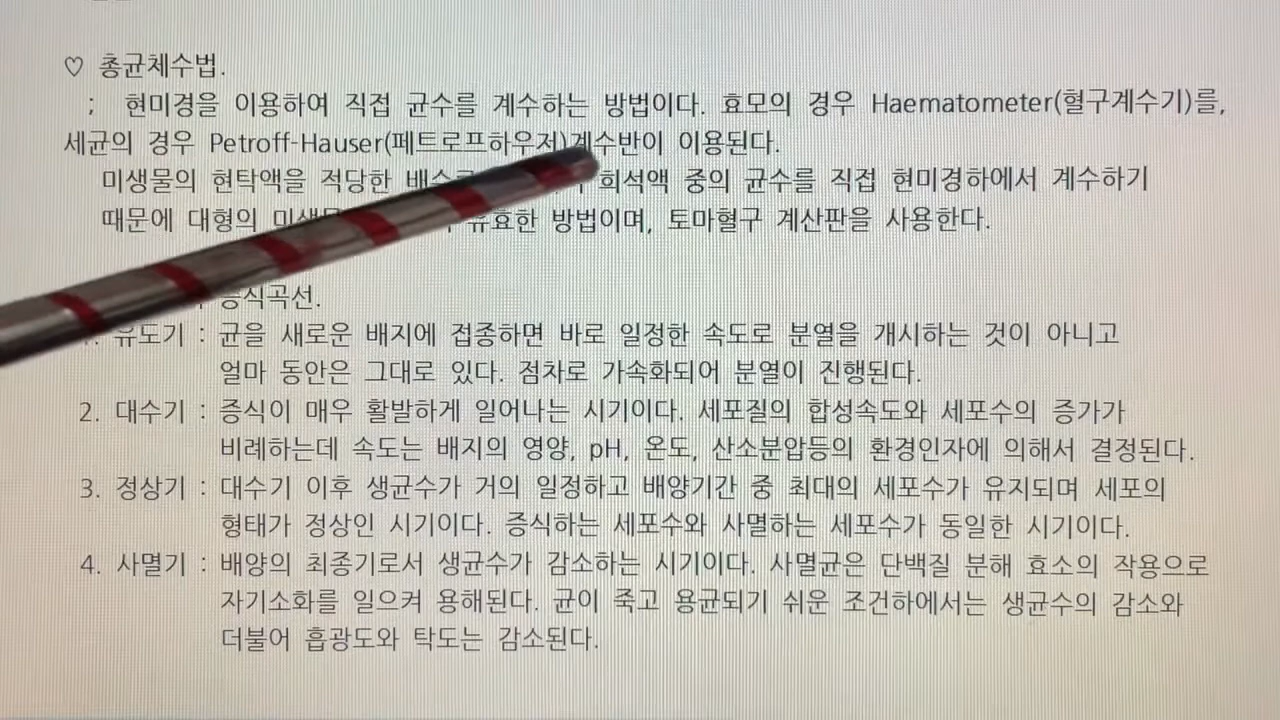 ♡ 총균체수법.
; 현미경을 이용하여 직접 균수를 계수하는 방법이다. 효모의 경우 Haematometer(혈구계수기)를,
세균의 경우 Petroff-Hauser(페트로프하우저)계수반이 이용된다.
미생물의 현탁액을 적당한 희석액 중의 균수를 직접 현미경하에서 계수하기
때문에 대형의 유효한 방법이며, 토마혈구 계산판을 사용한다.
증식곡선.
유도기 : 균을 새로운 배지에 접종하면 바로 일정한 속도로 분열을 개시하는 것이 아니고
얼마 동안은 그대로 있다. 점차로 가속화되어 분열이 진행된다.
2. 대수기 : 증식이 매우 활발하게 일어나는 시기이다. 세포질의 합성속도와 세포수의 증가가
비례하는데 속도는 배지의 영양, pH, 온도, 산소분압등의 환경인자에 의해서 결정된다.
3. 정상기 : 대수기 이후 생균수가 거의 일정하고 배양기간 중 최대의 세포수가 유지되며 세포의
형태가 정상인 시기이다. 증식하는 세포수와 사멸하는 세포수가 동일한 시기이다.
4. 사멸기 : 배양의 최종기로서 생균수가 감소하는 시기이다. 사멸균은 단백질 분해 효소의 작용으로
자기소화를 일으켜 용해된다. 균이 죽고 용균되기 쉬운 조건하에서는 생균수의 감소와
더불어 흡광도와 탁도는 감소된다.